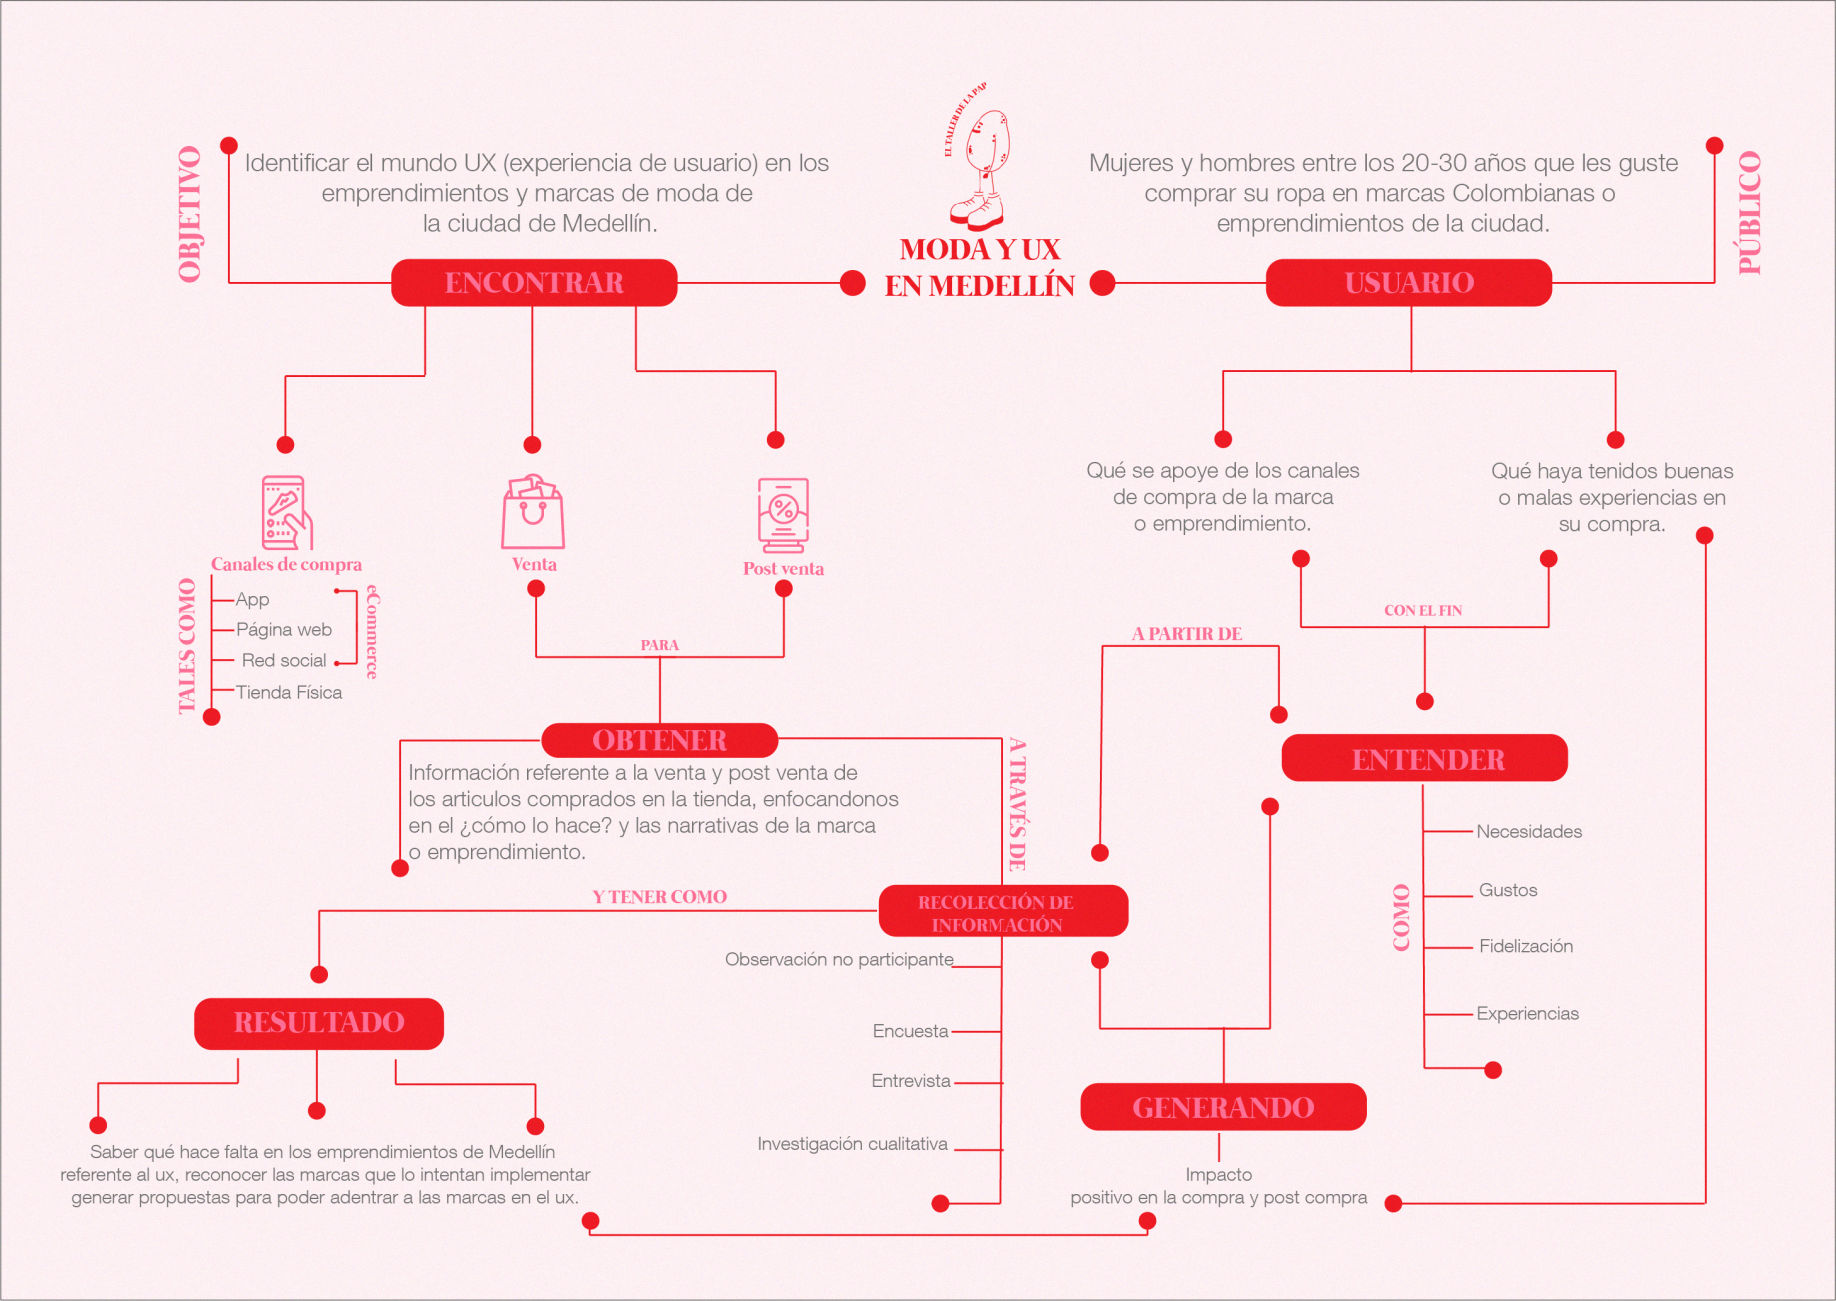 EL TALLER DE LA PAP
MODA Y UX
EN MEDELLÍN
OBJETIVO
Identificar el mundo UX (experiencia de usuario) en los
emprendimientos y marcas de moda de
la ciudad de Medellín.
ENCONTRAR
Mujeres y hombres entre los 20-30 años que les guste
comprar su ropa en marcas Colombianas o
emprendimientos de la ciudad.
PÚBLICO
USUARIO
Canales de compra
TALES COMO
App
Página web
Red social
Tienda Física
eCommerce
Venta
Post venta
PARA
OBTENER
Información referente a la venta y post venta de
los articulos comprados en la tienda, enfocandonos
en el ¿cómo lo hace? y las narrativas de la marca
o emprendimiento.
A TRAVÉS DE
RECOLECCIÓN DE
INFORMACIÓN
Observación no participante
Encuesta
Entrevista
Investigación cualitativa
Y TENER COMO
RESULTADO
Saber qué hace falta en los emprendimientos de Medellín
referente al ux, reconocer las marcas que lo intentan implementar
generar propuestas para poder adentrar a las marcas en el ux.
Qué se apoye de los canales
de compra de la marca
o emprendimiento.
Qué haya tenidos buenas
o malas experiencias en
su compra.
CON EL FIN
A PARTIR DE
ENTENDER
COMO
Necesidades
Gustos
Fidelización
Experiencias
GENERANDO
Impacto
positivo en la compra y post compra